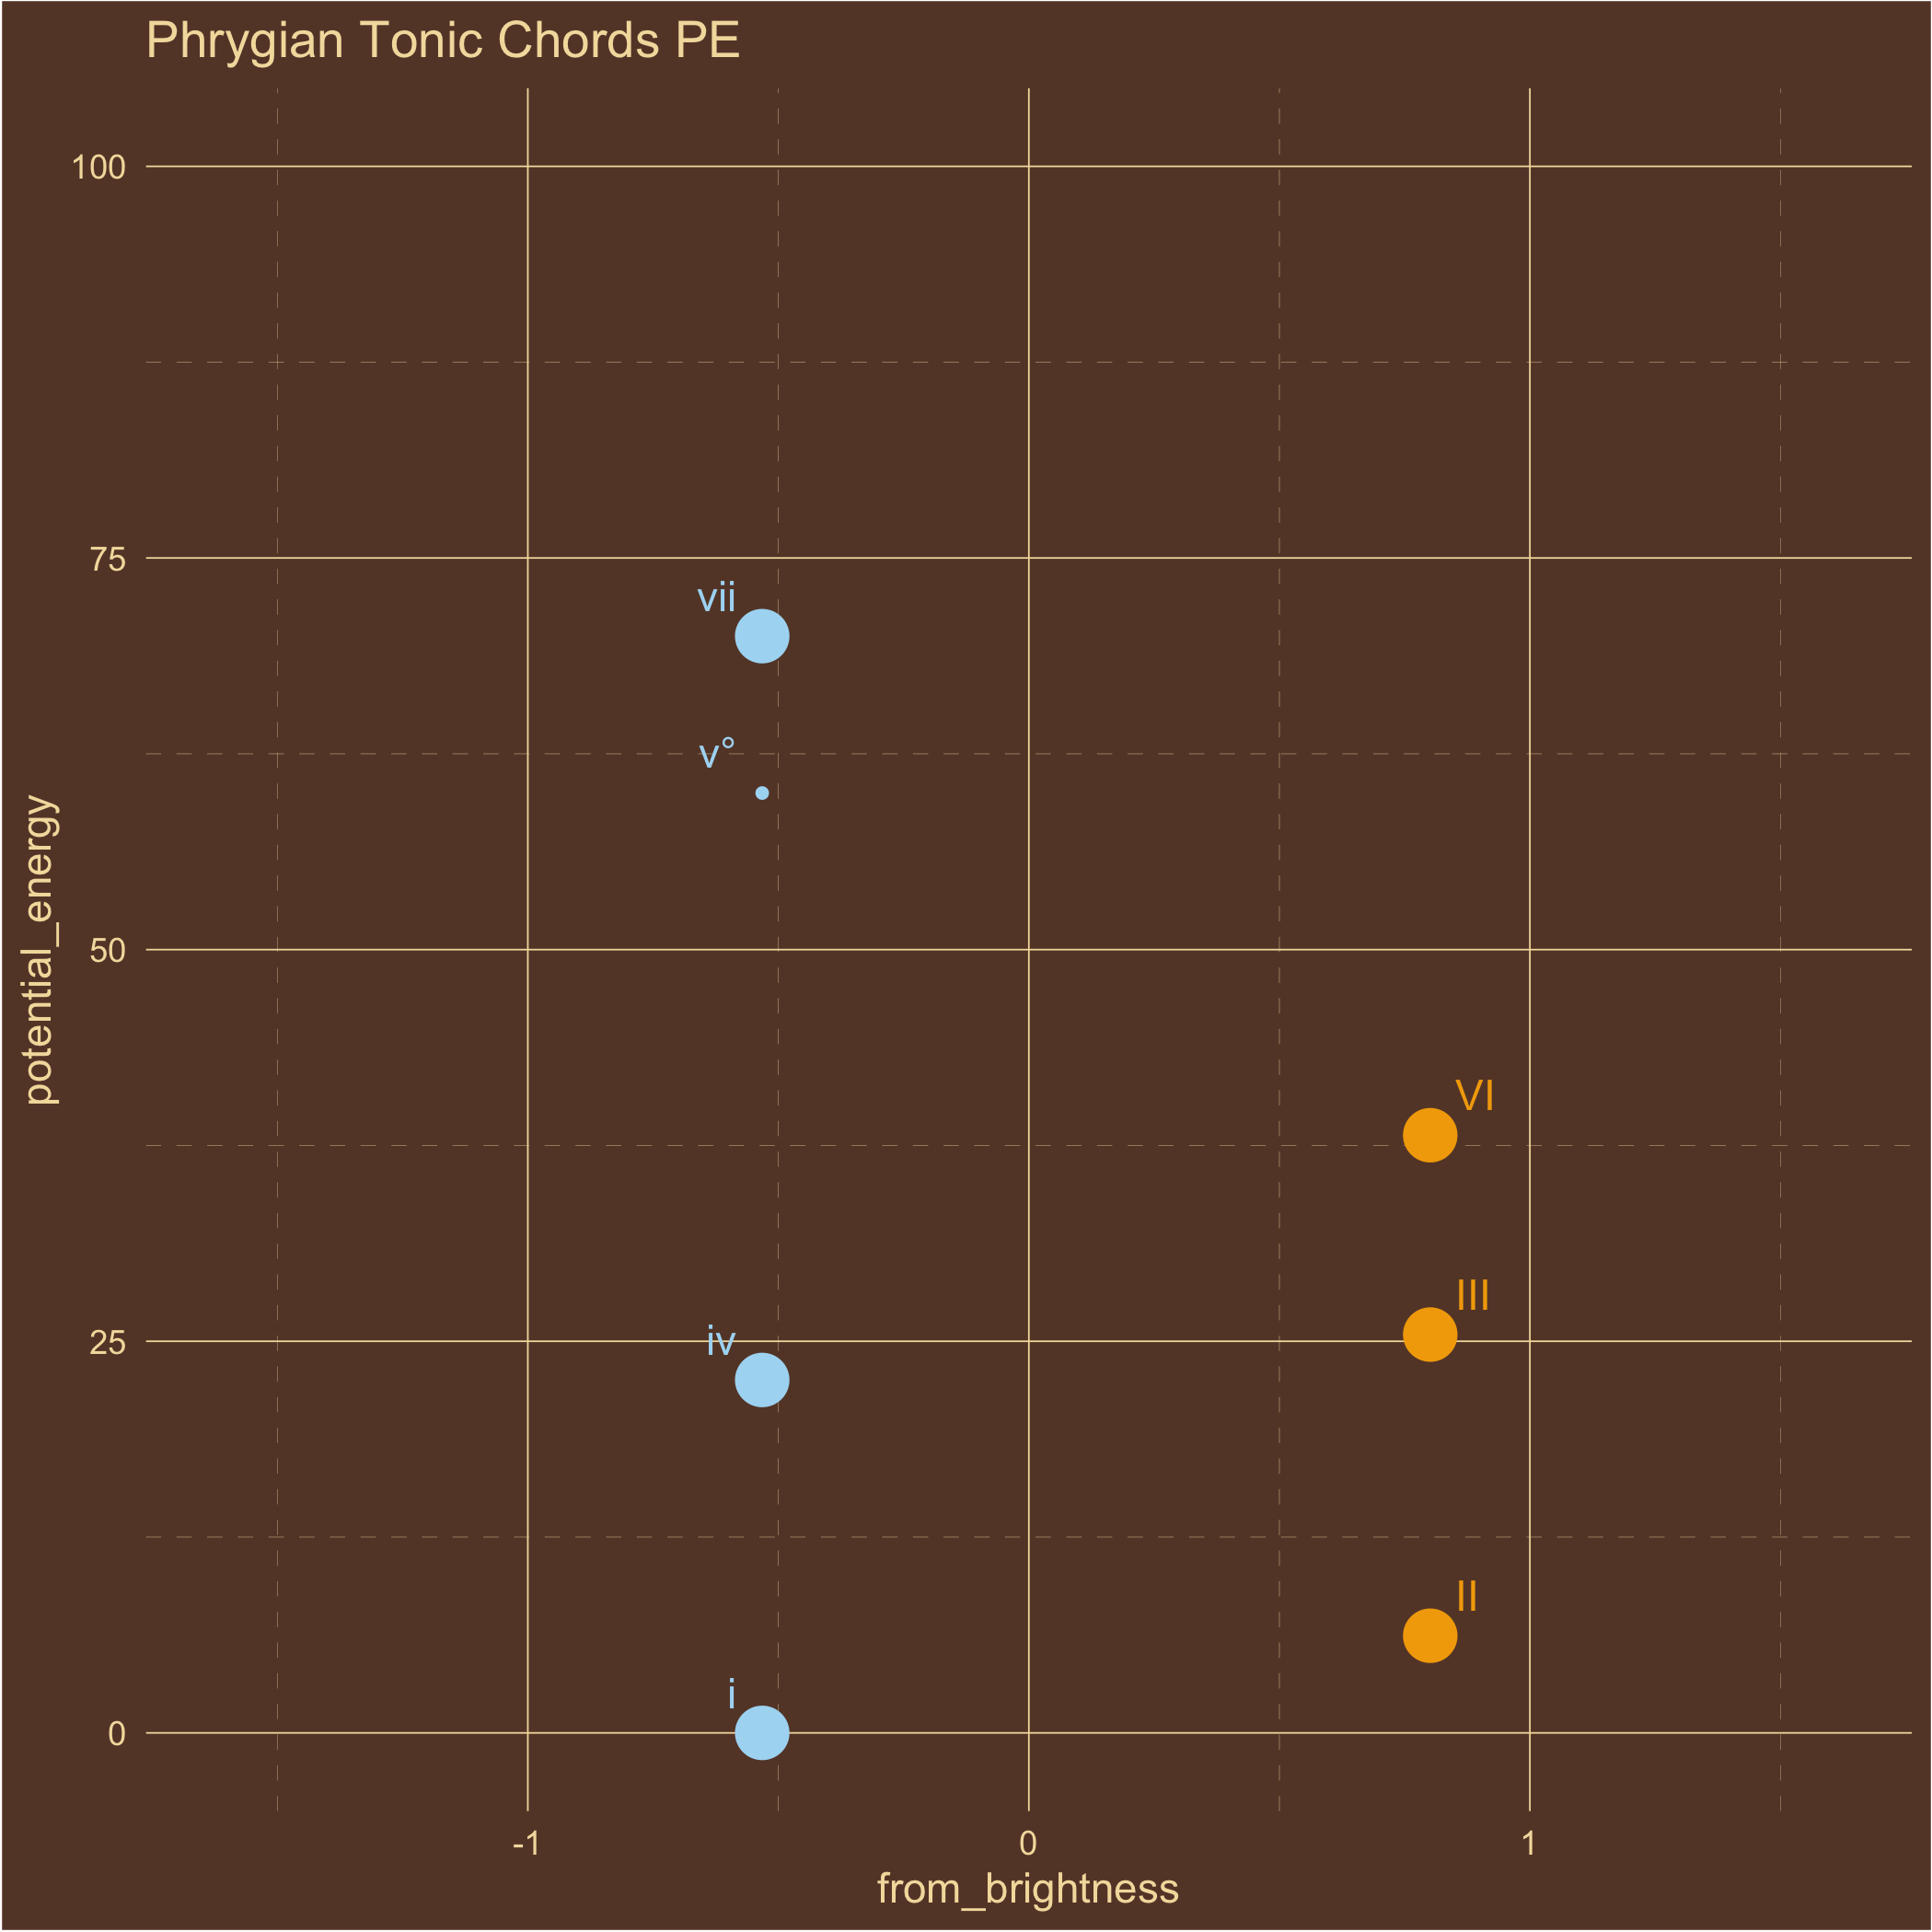 Phrygian Tonic Chords PE
100
75
vii
v°
potential_energy
50
VI
III
iv
25
II
i
0
-1 0 1
from_brightness